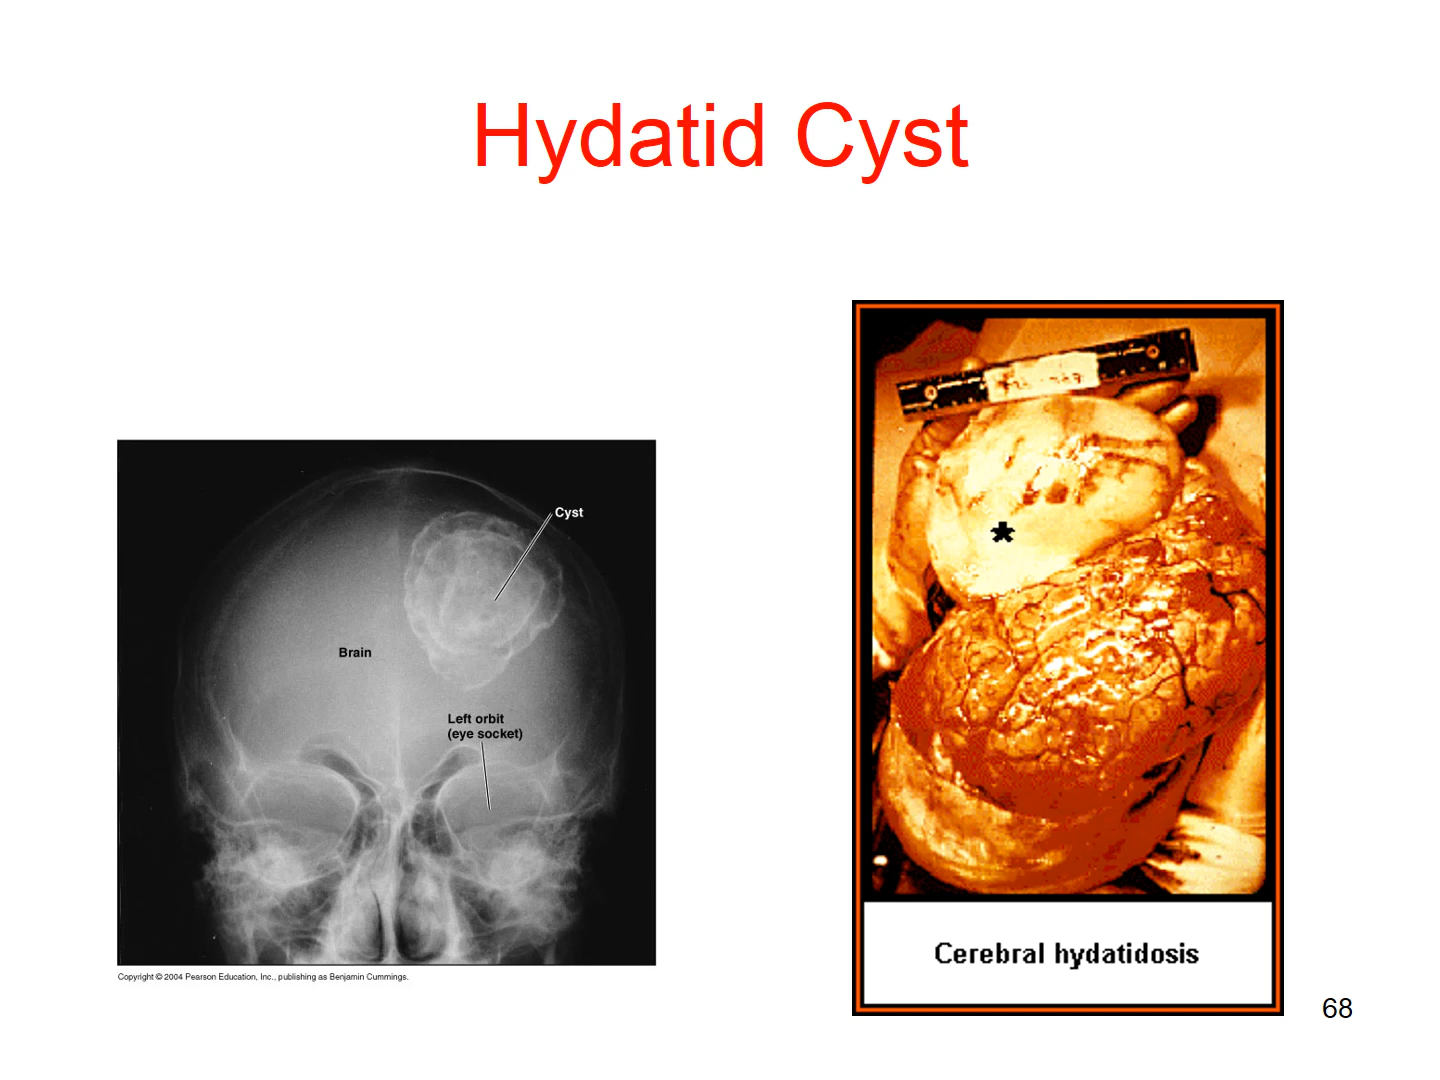 Hydatid Cyst
Cyst
Brain
Left orbit
(eye socket)
Copyright © 2004 Pearson Education, Inc., publishing as Benjamin Cummings.
*
Cerebral hydatidosis
68